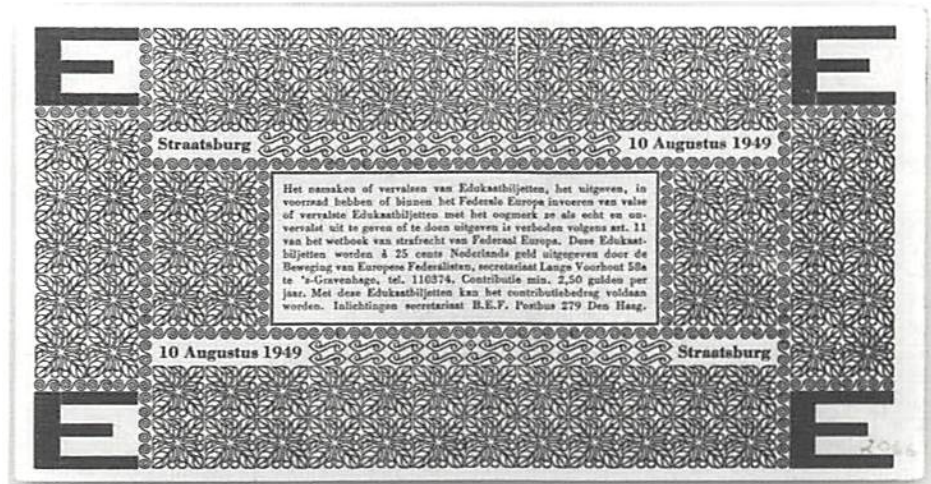 E E
Straatsburg 10 Augustus 1949
Het namaken of vervalsen van Edukaatbiljetten, het uitgeven, in
voorraad hebben of binnen het Federale Europa invoeren van valse
of vervalste Edukaatbiljetten met het oogmerk ze als echt en on-
vervalst uit te geven of te doen uitgeven is verboden volgens art. 11
van het wetboek van strafrecht van Federaal Europa. Deze Edukaat-
biljetten worden à 25 cents Nederlands geld uitgegeven door de
Beweging van Europese Federalisten, secretariaat Lange Voorhout 58a
te 's-Gravenhage, tel. 110374. Contributie min. 2,50 gulden per
jaar. Met deze Edukaatbiljetten kan het contributiebedrag voldaan
worden. Inlichtingen secretariaat B.E.F. Postbus 279 Den Haag.
10 Augustus 1949 Straatsburg
E E